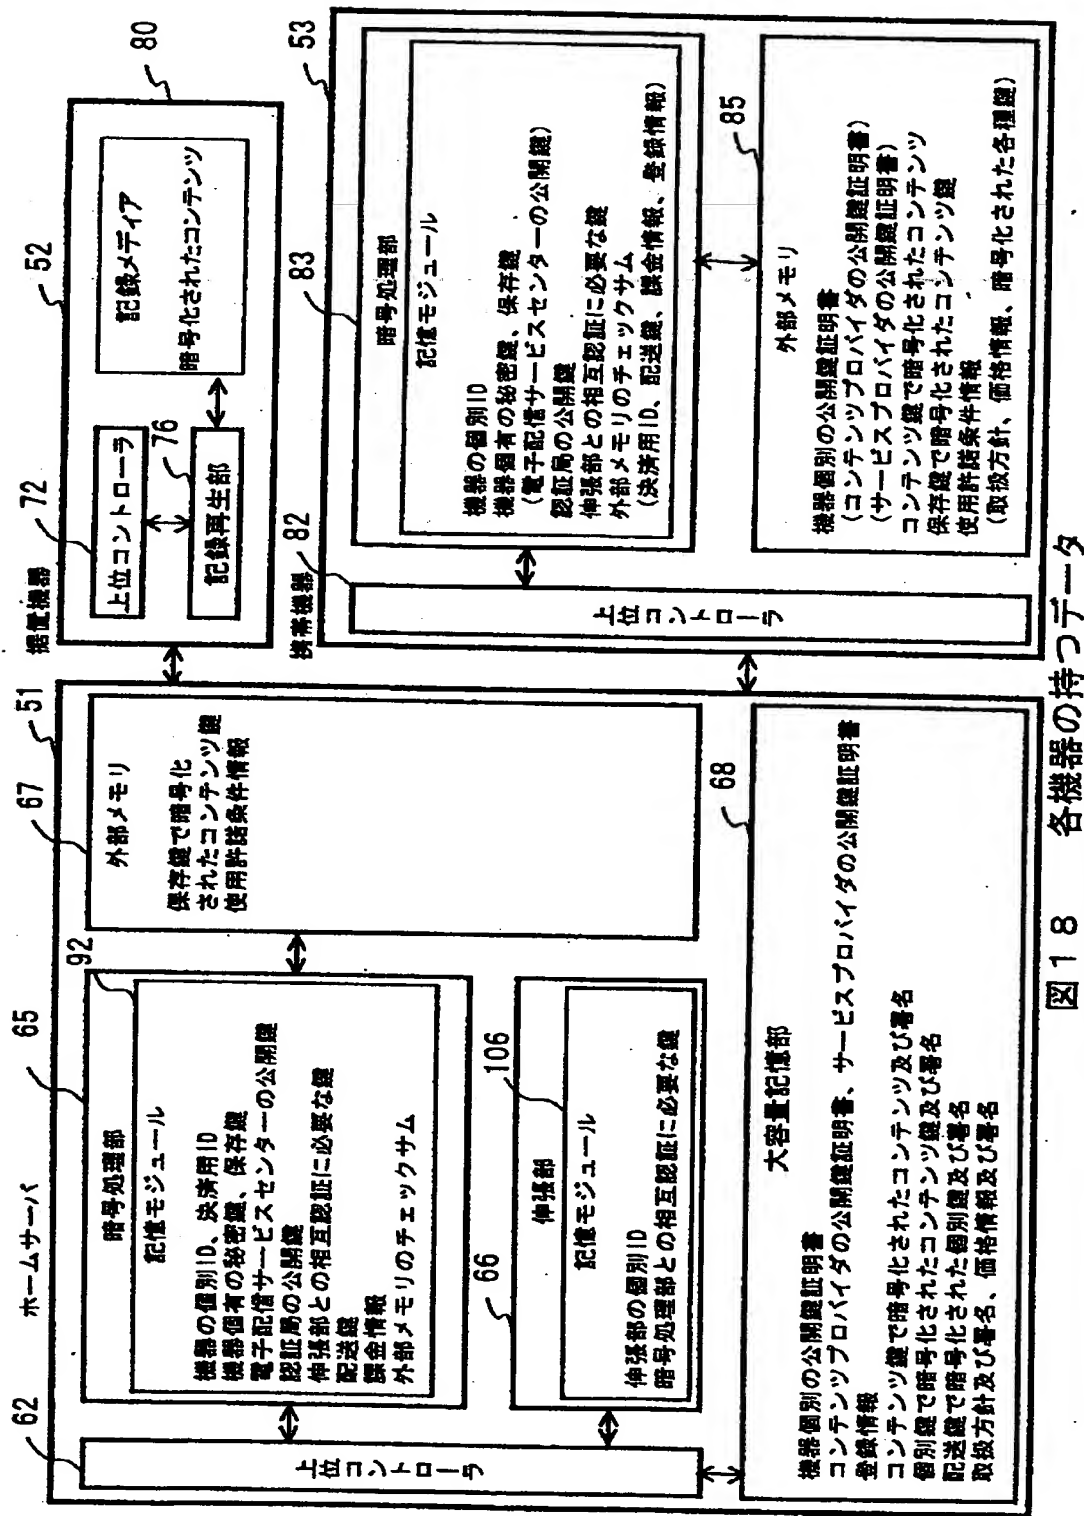 ホームサーバ
51
62
上位コントローラ
65
暗号処理部
92
記憶モジュール
機器の個別ID、決済用ID
機器個有の秘密鍵、保存鍵
電子配信サービスセンターの公開鍵
認証局の公開鍵
伸張部との相互認証に必要な鍵
配送鍵
課金情報
外部メモリのチェックサム
66
伸張部
106
記憶モジュール
伸張部の個別ID
暗号処理部との相互認証に必要な鍵
67
外部メモリ
保存鍵で暗号化
されたコンテンツ鍵
使用許諾条件情報
68
大容量記憶部
機器個別の公開鍵証明書
コンテンツプロバイダの公開鍵証明書、サービスプロバイダの公開鍵証明書
登録情報
コンテンツ鍵で暗号化されたコンテンツ及び署名
個別鍵で暗号化されたコンテンツ鍵及び署名
配送鍵で暗号化された個別鍵及び署名
取扱方針及び署名、価格情報及び署名
据置機器
52
72
上位コントローラ
76
記録再生部
80
記録メディア
暗号化されたコンテンツ
携帯機器
53
82
上位コントローラ
83
暗号処理部
記憶モジュール
機器の個別ID
機器個有の秘密鍵、保存鍵
(電子配信サービスセンターの公開鍵)
認証局の公開鍵
伸張部との相互認証に必要な鍵
外部メモリのチェックサム
(決済用ID、配送鍵、課金情報、登録情報)
85
外部メモリ
機器個別の公開鍵証明書
(コンテンツプロバイダの公開鍵証明書)
(サービスプロバイダの公開鍵証明書)
コンテンツ鍵で暗号化されたコンテンツ
保存鍵で暗号化されたコンテンツ鍵
使用許諾条件情報
(取扱方針、価格情報、暗号化された各種鍵)
図18 各機器の持つデータ